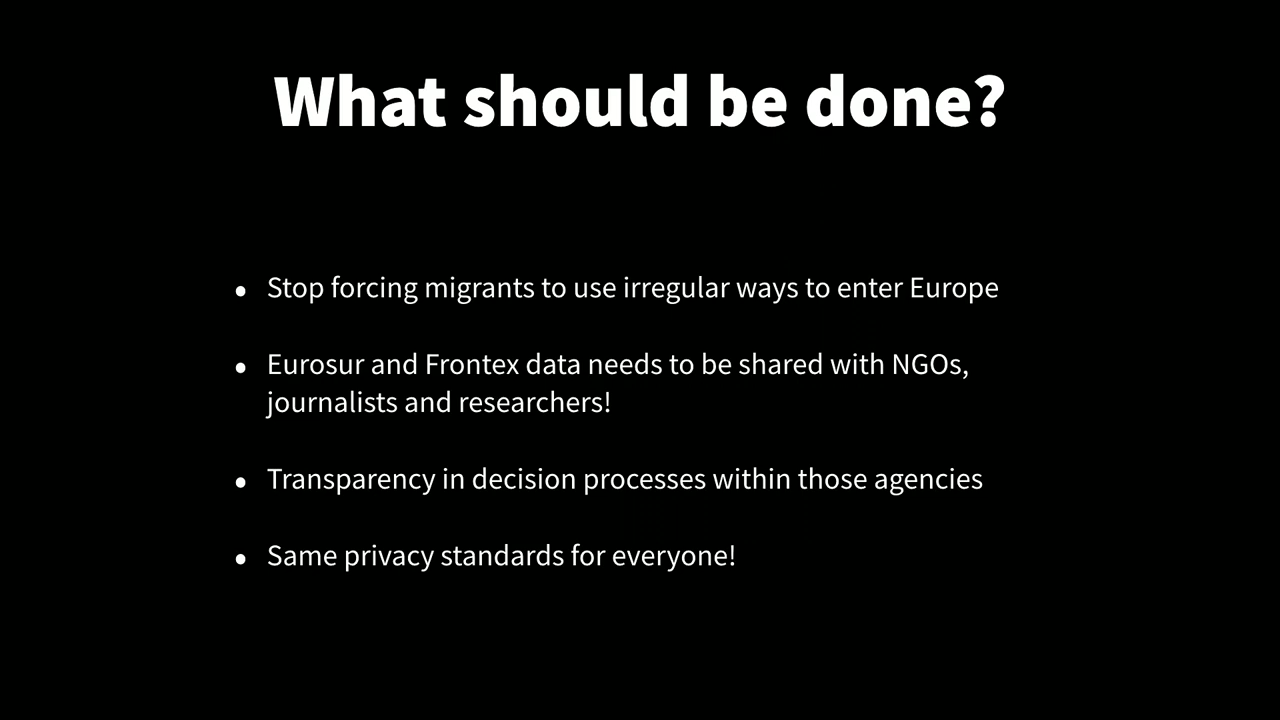 What should be done?
• Stop forcing migrants to use irregular ways to enter Europe
• Eurosur and Frontex data needs to be shared with NGOs,
journalists and researchers!
• Transparency in decision processes within those agencies
• Same privacy standards for everyone!